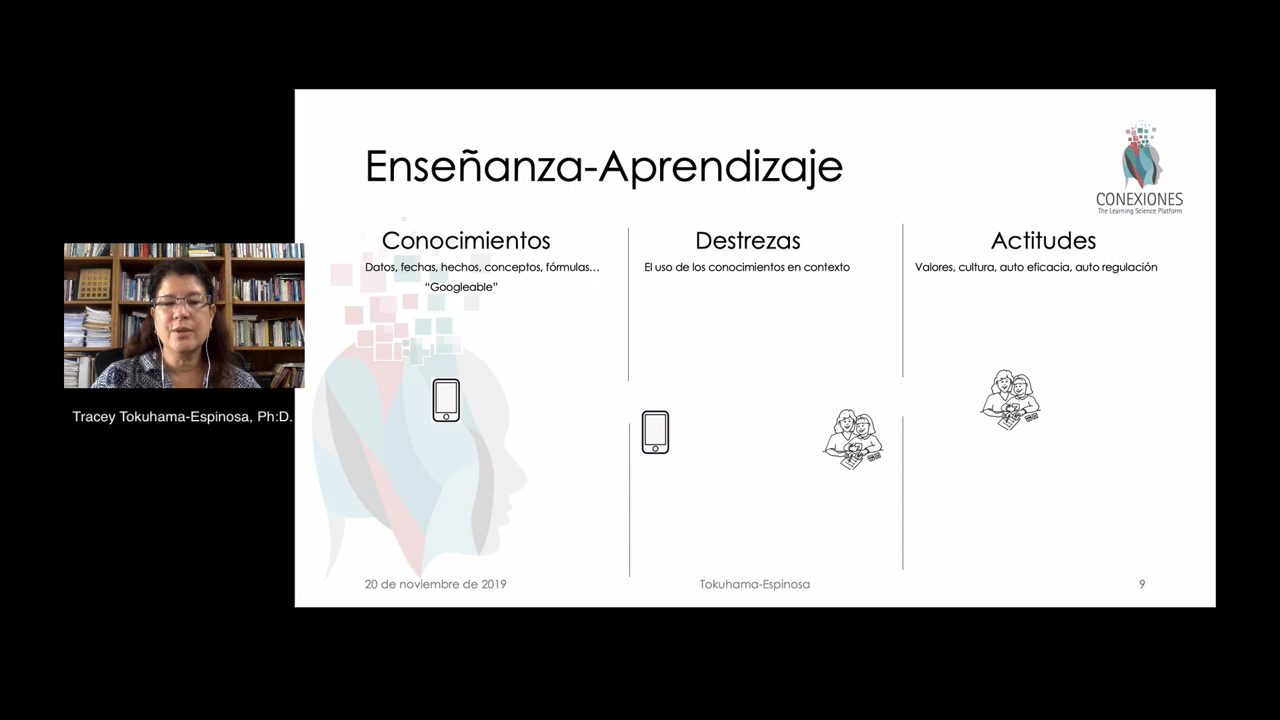 Enseñanza-Aprendizaje
CONEXIONES
The Learning Science Platform
Conocimientos
Datos, fechas, hechos, conceptos, fórmulas...
"Googleable"
Destrezas
El uso de los conocimientos en contexto
Actitudes
Valores, cultura, auto eficacia, auto regulación
Tracey Tokuhama-Espinosa, Ph:D.
20 de noviembre de 2019
Tokuhama-Espinosa
9